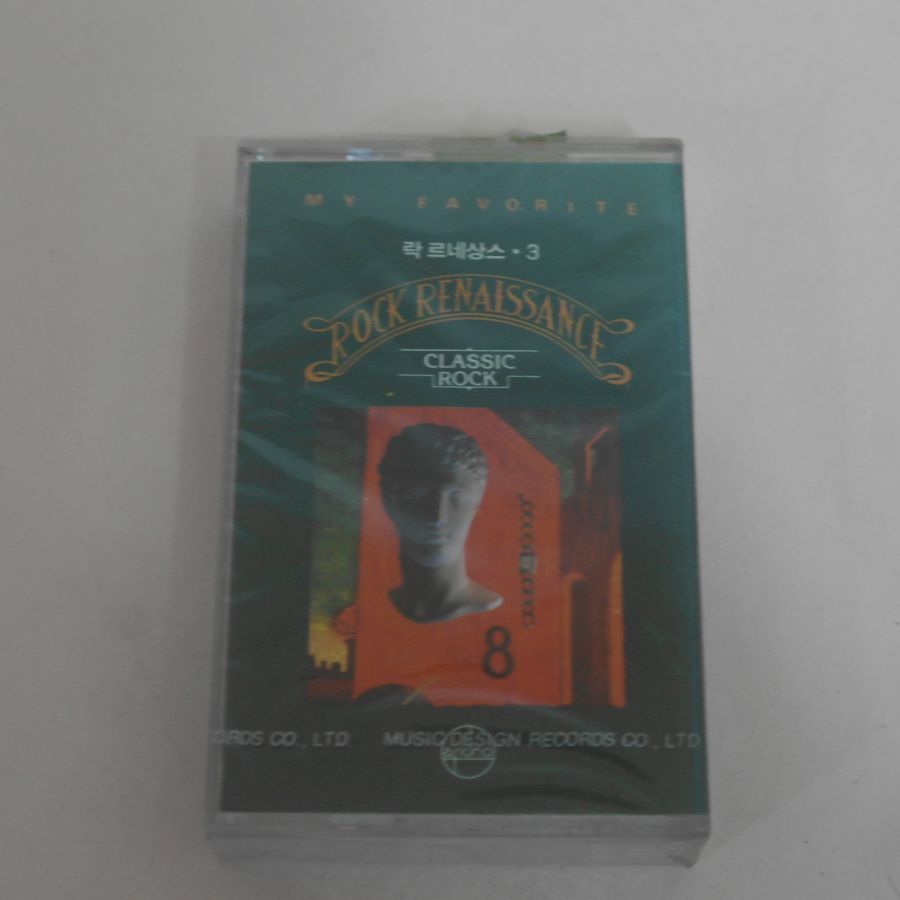 MY FAVORITE
락 르네상스 • 3
ROCK RENAISSANCE
CLASSIC
ROCK
8
ORDS CO., LTD. MUSIC DESIGN RECORDS CO., LTD